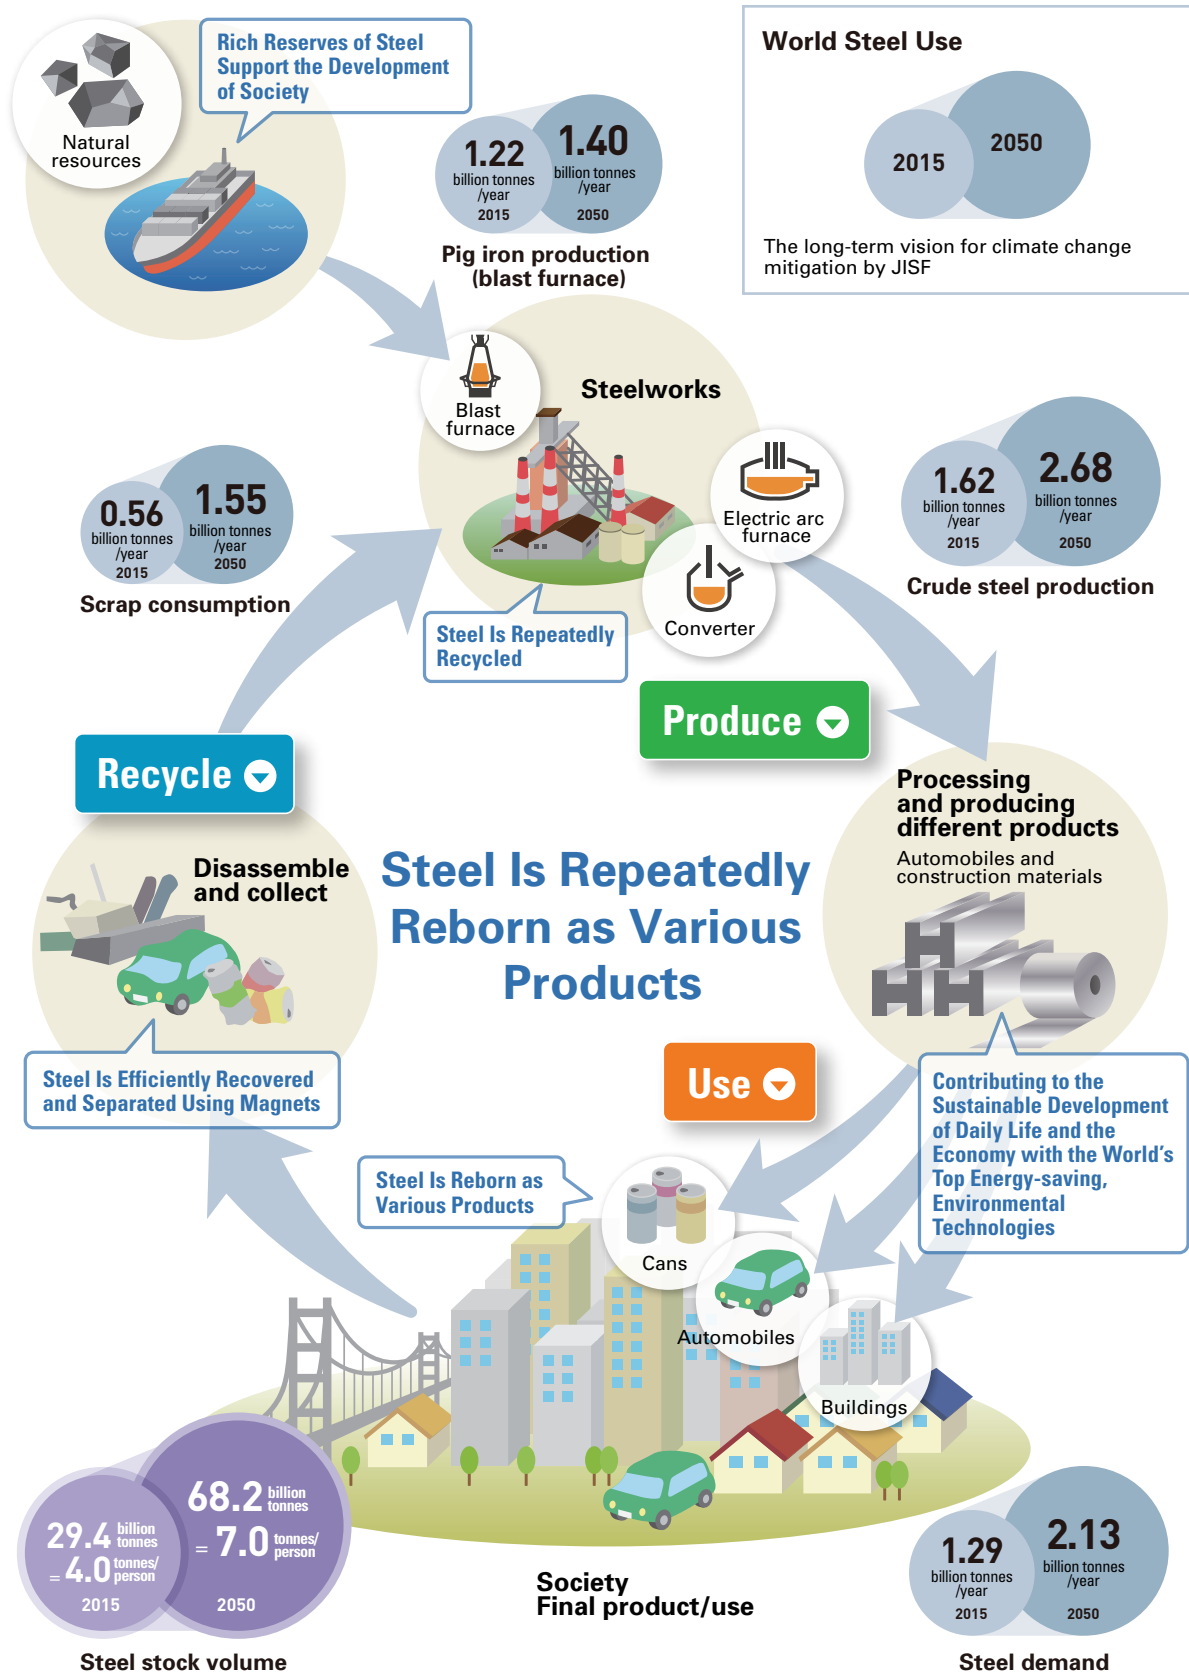 Rich Reserves of Steel
Support the Development
of Society
Natural
resources
1.22
billion tonnes
/year
2015
1.40
billion tonnes
/year
2050
Pig iron production
(blast furnace)
World Steel Use
2015
2050
The long-term vision for climate change
mitigation by JISF
Blast
furnace
Steelworks
Electric arc
furnace
Converter
0.56
billion tonnes
/year
2015
1.55
billion tonnes
/year
2050
Scrap consumption
1.62
billion tonnes
/year
2015
2.68
billion tonnes
/year
2050
Crude steel production
Steel Is Repeatedly
Recycled
Produce
Recycle
Processing
and producing
different products
Automobiles and
construction materials
Disassemble
and collect
Steel Is Repeatedly
Reborn as Various
Products
Steel Is Efficiently Recovered
and Separated Using Magnets
Use
Contributing to the
Sustainable Development
of Daily Life and the
Economy with the World's
Top Energy-saving,
Environmental
Technologies
Steel Is Reborn as
Various Products
Cans
Automobiles
Buildings
29.4 billion tonnes
= 4.0 tonnes/person
2015
68.2 billion tonnes
= 7.0 tonnes/person
2050
Steel stock volume
Society
Final product/use
1.29
billion tonnes
/year
2015
2.13
billion tonnes
/year
2050
Steel demand